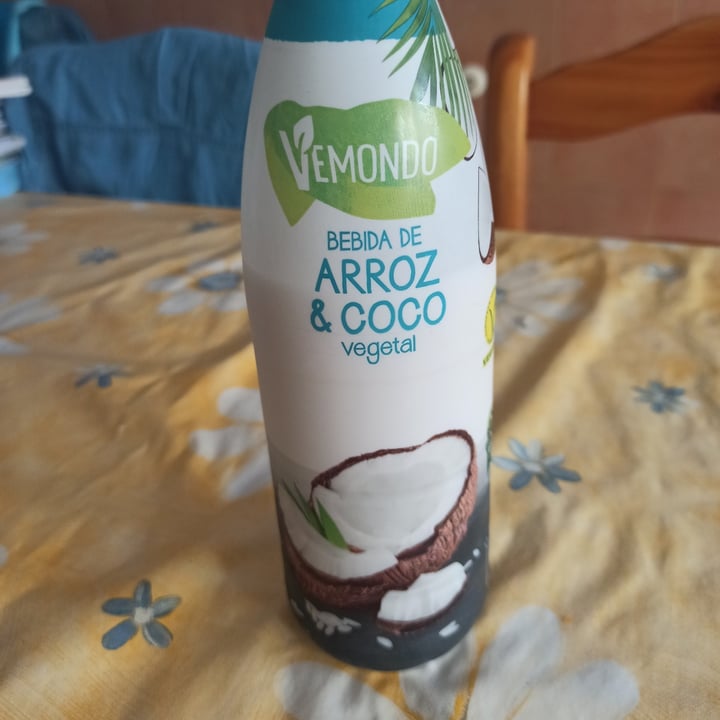 VEMONDO
BEBIDA DE
ARROZ
& COCO
vegetal